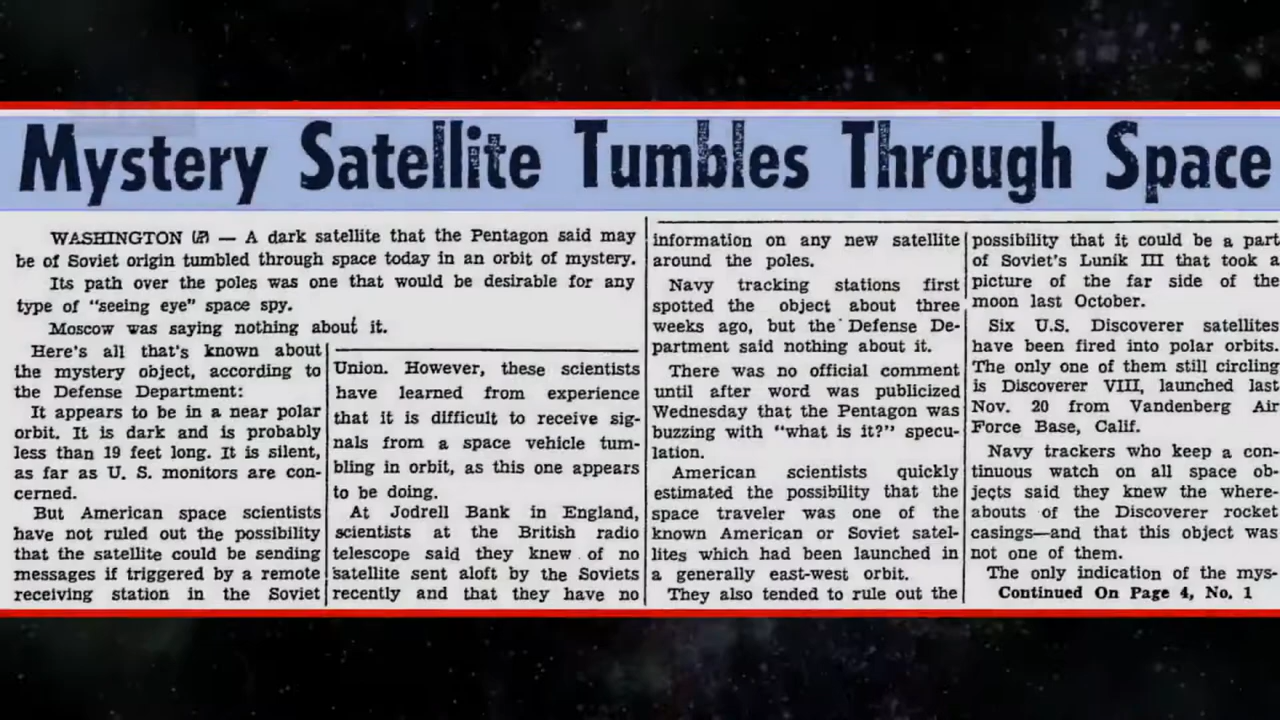 Mystery Satellite Tumbles Through Space
WASHINGTON (AP) — A dark satellite that the Pentagon said may
be of Soviet origin tumbled through space today in an orbit of mystery.
Its path over the poles was one that would be desirable for any
type of "seeing eye" space spy.
Moscow was saying nothing about it.
Here's all that's known about
the mystery object, according to
the Defense Department:
It appears to be in a near polar
orbit. It is dark and is probably
less than 19 feet long. It is silent,
as far as U. S. monitors are con-
cerned.
But American space scientists
have not ruled out the possibility
that the satellite could be sending
messages if triggered by a remote
receiving station in the Soviet
Union. However, these scientists
have learned from experience
that it is difficult to receive sig-
nals from a space vehicle tum-
bling in orbit, as this one appears
to be doing.
At Jodrell Bank in England,
scientists at the British radio
telescope said they knew of no
satellite sent aloft by the Soviets
recently and that they have no
information on any new satellite
around the poles.
Navy tracking stations first
spotted the object about three
weeks ago, but the Defense De-
partment said nothing about it.
There was no official comment
until after word was publicized
Wednesday that the Pentagon was
buzzing with "what is it?" specu-
lation.
American scientists quickly
estimated the possibility that the
space traveler was one of the
known American or Soviet satel-
lites which had been launched in
a generally east-west orbit.
They also tended to rule out the
possibility that it could be a part
of Soviet's Lunik III that took a
picture of the far side of the
moon last October.
Six U.S. Discoverer satellites
have been fired into polar orbits.
The only one of them still circling
is Discoverer VIII, launched last
Nov. 20 from Vandenberg Air
Force Base, Calif.
Navy trackers who keep a con-
tinuous watch on all space ob-
jects said they knew the where-
abouts of the Discoverer rocket
casings—and that this object was
not one of them.
The only indication of the mys-
Continued On Page 4, No. 1